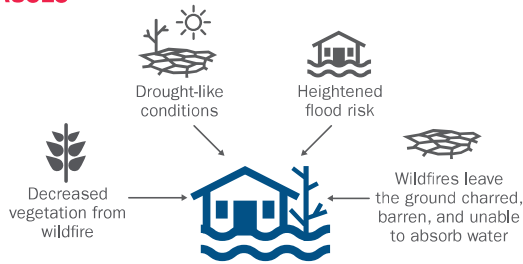 Drought-like
conditions
Heightened
flood risk
Decreased
vegetation from
wildfire
Wildfires leave
the ground charred,
barren, and unable
to absorb water